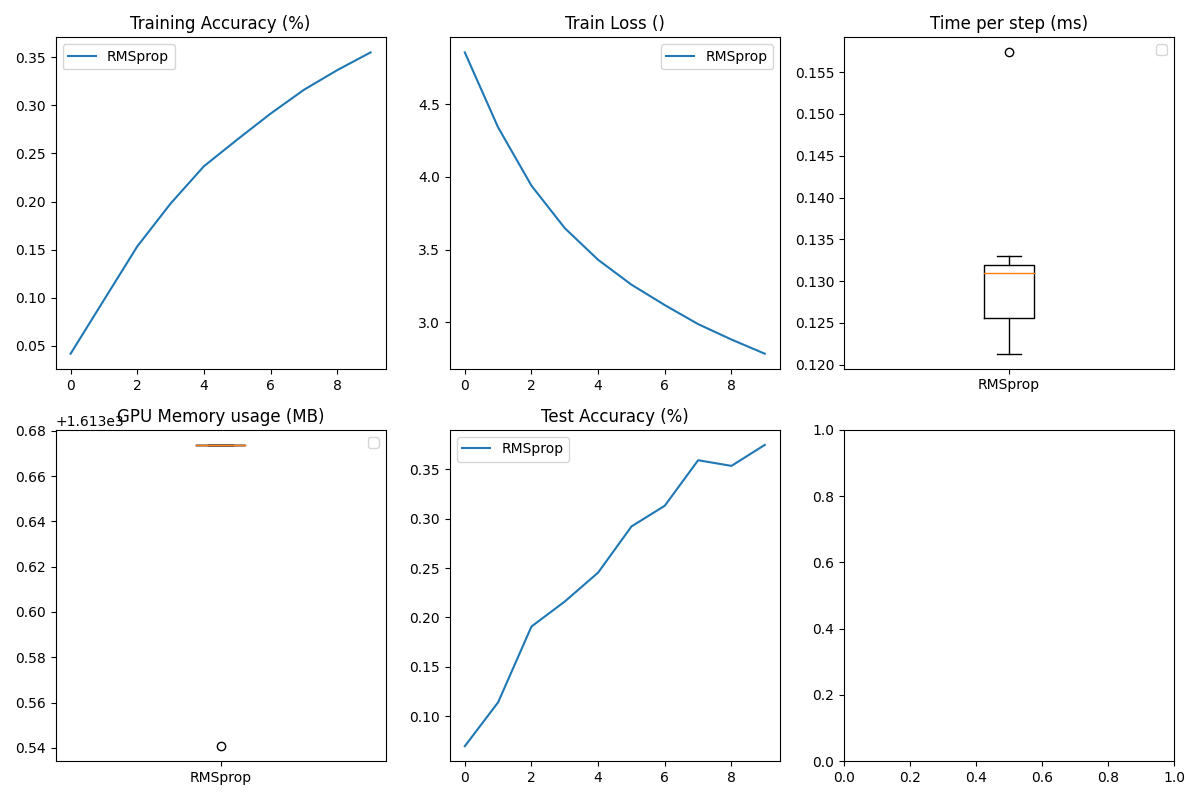 Training Accuracy (%)
RMSprop
0.35
0.30
0.25
0.20
0.15
0.10
0.05
0 2 4 6 8
Train Loss ()
RMSprop
4.5
4.0
3.5
3.0
0 2 4 6 8
Time per step (ms)
0.155
0.150
0.145
0.140
0.135
0.130
0.125
0.120
RMSprop
GPU Memory usage (MB)
+1.613e3
0.68
0.66
0.64
0.62
0.60
0.58
0.56
0.54
RMSprop
Test Accuracy (%)
RMSprop
0.35
0.30
0.25
0.20
0.15
0.10
0 2 4 6 8
1.0
0.8
0.6
0.4
0.2
0.0
0.0 0.2 0.4 0.6 0.8 1.0